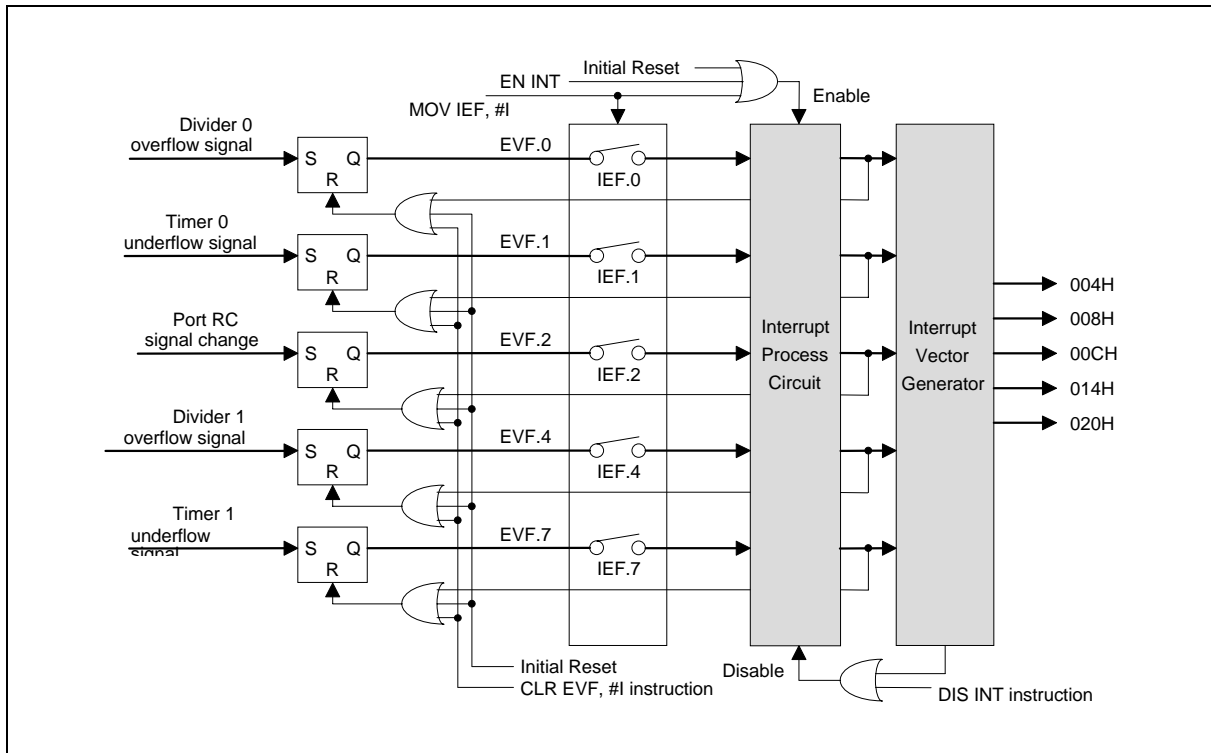 Initial Reset
EN INT
MOV IEF, #I
Enable
Divider 0
overflow signal
S Q
R
EVF.0
IEF.0
Timer 0
underflow signal
S Q
R
EVF.1
IEF.1
Port RC
signal change
S Q
R
EVF.2
IEF.2
Divider 1
overflow signal
S Q
R
EVF.4
IEF.4
Timer 1
underflow
signal
S Q
R
EVF.7
IEF.7
Interrupt
Process
Circuit
Interrupt
Vector
Generator
004H
008H
00CH
014H
020H
Initial Reset
CLR EVF, #I instruction
Disable
DIS INT instruction